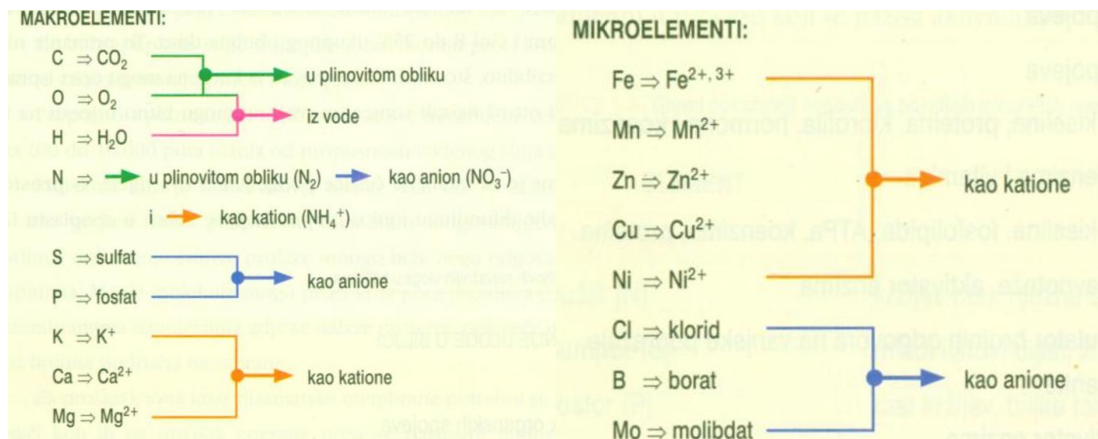 MAKROELEMENTI:
C ⇒ CO₂
u plinovitom obliku
O ⇒ O₂
iz vode
H ⇒ H₂O
N ⇒ u plinovitom obliku (N₂) kao anion (NO₃⁻)
i kao kation (NH₄⁺)
S ⇒ sulfat
kao anione
P ⇒ fosfat
K ⇒ K⁺
Ca ⇒ Ca²⁺
kao katione
Mg ⇒ Mg²⁺
MIKROELEMENTI:
Fe ⇒ Fe²⁺, ³⁺
Mn ⇒ Mn²⁺
Zn ⇒ Zn²⁺
kao katione
Cu ⇒ Cu²⁺
Ni ⇒ Ni²⁺
Cl ⇒ klorid
B ⇒ borat
kao anione
Mo ⇒ molibdat